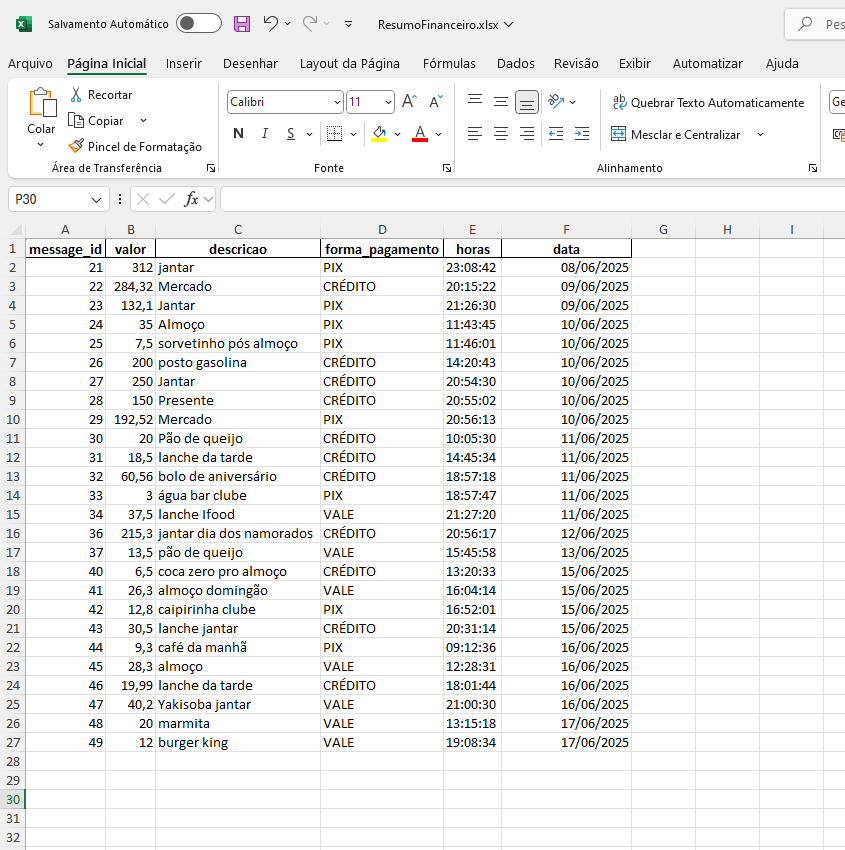 Salvamento Automático ResumoFinanceiro.xlsx
Arquivo Página Inicial Inserir Desenhar Layout da Página Fórmulas Dados Revisão Exibir Automatizar Ajuda
Colar Recortar Copiar Pincel de Formatação
Calibri 11
N I S A
Quebrar Texto Automaticamente
Mesclar e Centralizar
Área de Transferência Fonte Alinhamento
P30 fx
A B C D E F G H I
1 message_id valor descricao forma_pagamento horas data
2 21 312 jantar PIX 23:08:42 08/06/2025
3 22 284,32 Mercado CRÉDITO 20:15:22 09/06/2025
4 23 132,1 Jantar PIX 21:26:30 09/06/2025
5 24 35 Almoço PIX 11:43:45 10/06/2025
6 25 7,5 sorvetinho pós almoço PIX 11:46:01 10/06/2025
7 26 200 posto gasolina CRÉDITO 14:20:43 10/06/2025
8 27 250 Jantar CRÉDITO 20:54:30 10/06/2025
9 28 150 Presente CRÉDITO 20:55:02 10/06/2025
10 29 192,52 Mercado PIX 20:56:13 10/06/2025
11 30 20 Pão de queijo CRÉDITO 10:05:30 11/06/2025
12 31 18,5 lanche da tarde CRÉDITO 14:45:34 11/06/2025
13 32 60,56 bolo de aniversário CRÉDITO 18:57:18 11/06/2025
14 33 3 água bar clube PIX 18:57:47 11/06/2025
15 34 37,5 lanche Ifood VALE 21:27:20 11/06/2025
16 36 215,3 jantar dia dos namorados CRÉDITO 20:56:17 12/06/2025
17 37 13,5 pão de queijo VALE 15:45:58 13/06/2025
18 40 6,5 coca zero pro almoço CRÉDITO 13:20:33 15/06/2025
19 41 26,3 almoço domingão VALE 16:04:14 15/06/2025
20 42 12,8 caipirinha clube PIX 16:52:01 15/06/2025
21 43 30,5 lanche jantar CRÉDITO 20:31:14 15/06/2025
22 44 9,3 café da manhã PIX 09:12:36 16/06/2025
23 45 28,3 almoço VALE 12:28:31 16/06/2025
24 46 19,99 lanche da tarde CRÉDITO 18:01:44 16/06/2025
25 47 40,2 Yakisoba jantar VALE 21:00:30 16/06/2025
26 48 20 marmita VALE 13:15:18 17/06/2025
27 49 12 burger king VALE 19:08:34 17/06/2025
28
29
30
31
32